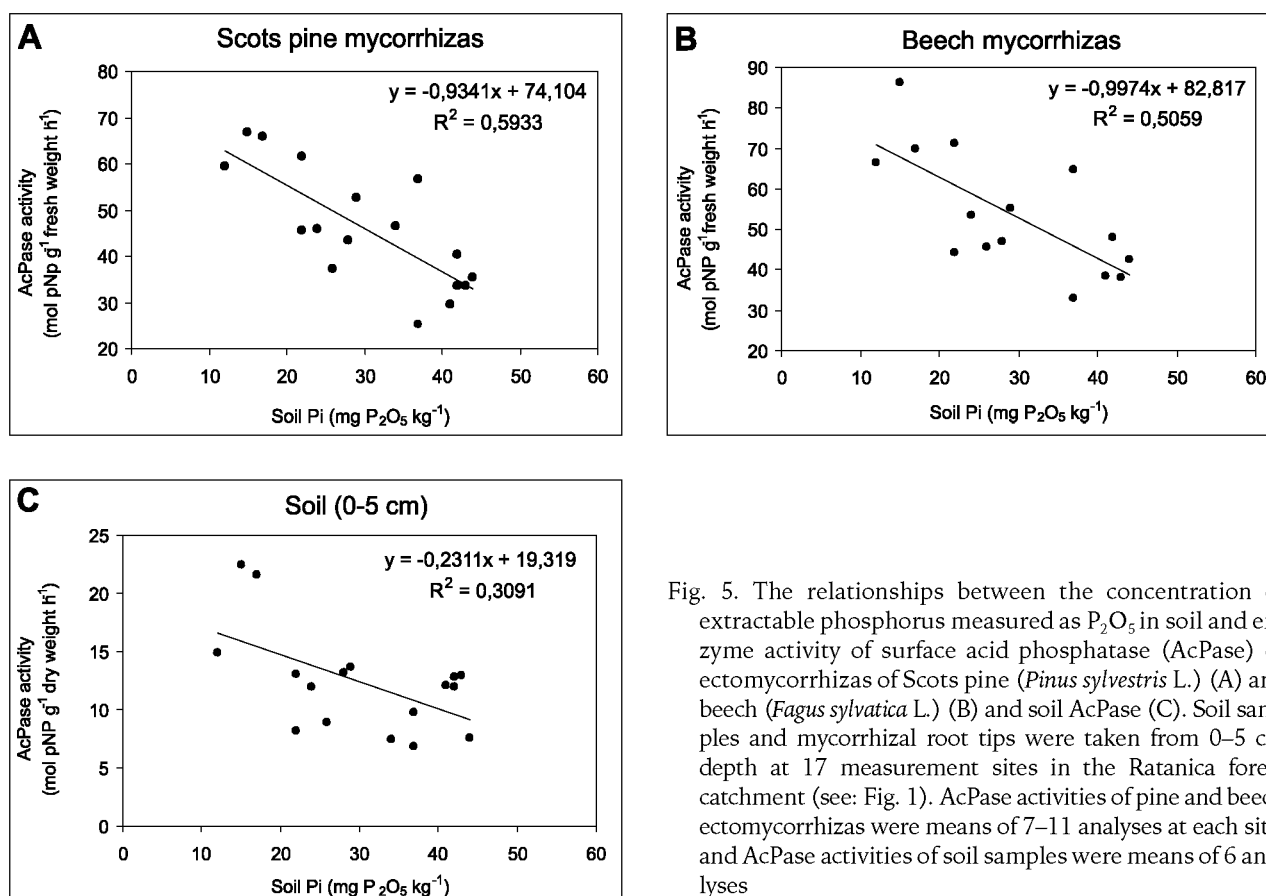 A
Scots pine mycorrhizas
y = -0,9341x + 74,104
R² = 0,5933
AcPase activity
(mol pNp g⁻¹ fresh weight h⁻¹)
80
70
60
50
40
30
20
0 10 20 30 40 50 60
Soil Pi (mg P₂O₅ kg⁻¹)
B
Beech mycorrhizas
y = -0,9974x + 82,817
R² = 0,5059
AcPase activity
(mol pNP g⁻¹ fresh weight h⁻¹)
90
80
70
60
50
40
30
20
0 10 20 30 40 50 60
Soil Pi (mg P₂O₅ kg⁻¹)
C
Soil (0-5 cm)
y = -0,2311x + 19,319
R² = 0,3091
AcPase activity
(mol pNP g⁻¹ dry weight h⁻¹)
25
20
15
10
5
0
0 10 20 30 40 50 60
Soil Pi (mg P₂O₅ kg⁻¹)
Fig. 5. The relationships between the concentration
extractable phosphorus measured as P₂O₅ in soil and
zyme activity of surface acid phosphatase (AcPase)
ectomycorrhizas of Scots pine (Pinus sylvestris L.) (A) an
beech (Fagus sylvatica L.) (B) and soil AcPase (C). Soil sam
ples and mycorrhizal root tips were taken from 0–5 c
depth at 17 measurement sites in the Ratanica fore
catchment (see: Fig. 1). AcPase activities of pine and beec
ectomycorrhizas were means of 7–11 analyses at each sit
and AcPase activities of soil samples were means of 6 an
lyses